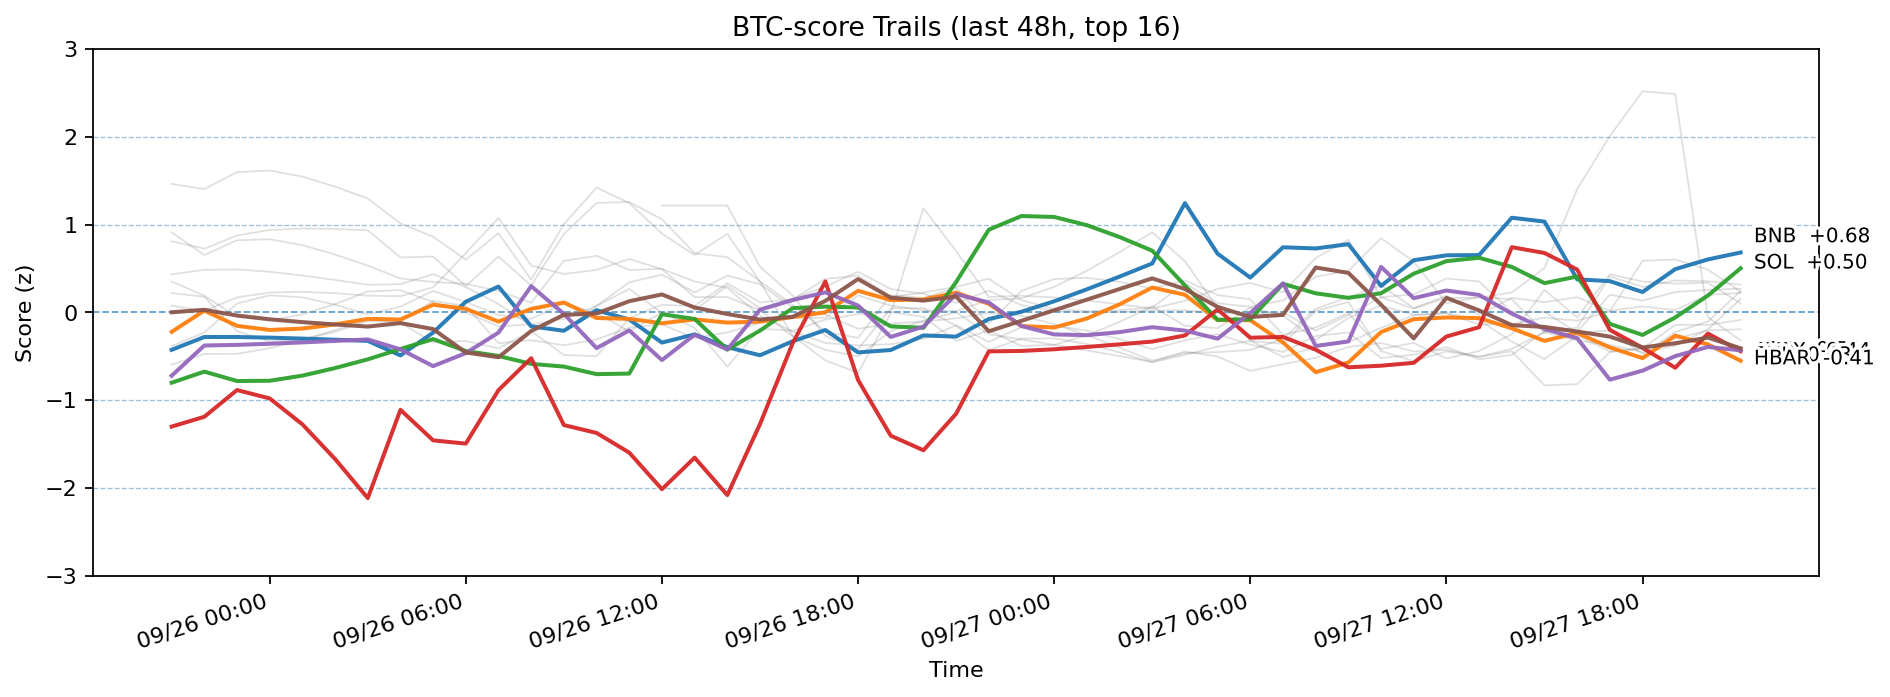 BTC-score Trails (last 48h, top 16)
Score (z)
3
2
1
0
−1
−2
−3
BNB +0.68
SOL +0.50
HBAR -0.41
09/26 00:00
09/26 06:00
09/26 12:00
09/26 18:00
09/27 00:00
09/27 06:00
09/27 12:00
09/27 18:00
Time